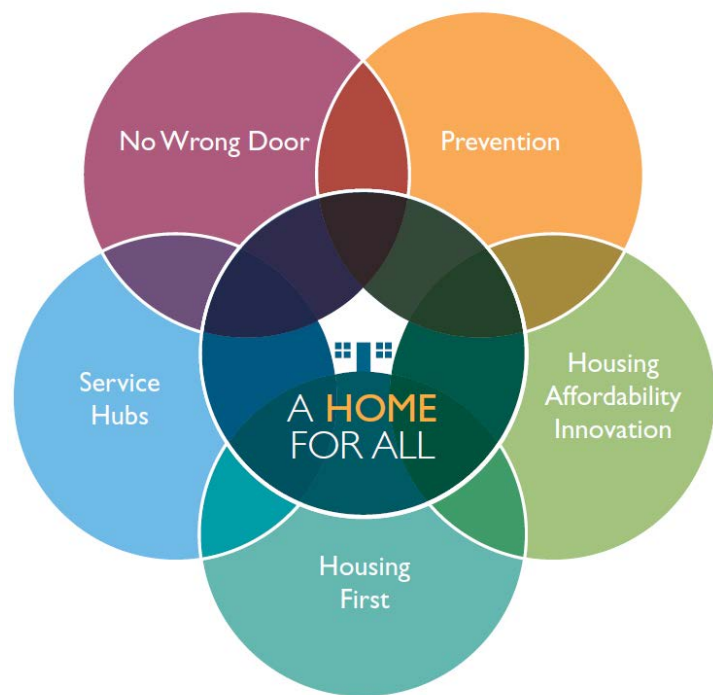 No Wrong Door
Prevention
Service
Hubs
Housing
Affordability
Innovation
A HOME
FOR ALL
Housing
First